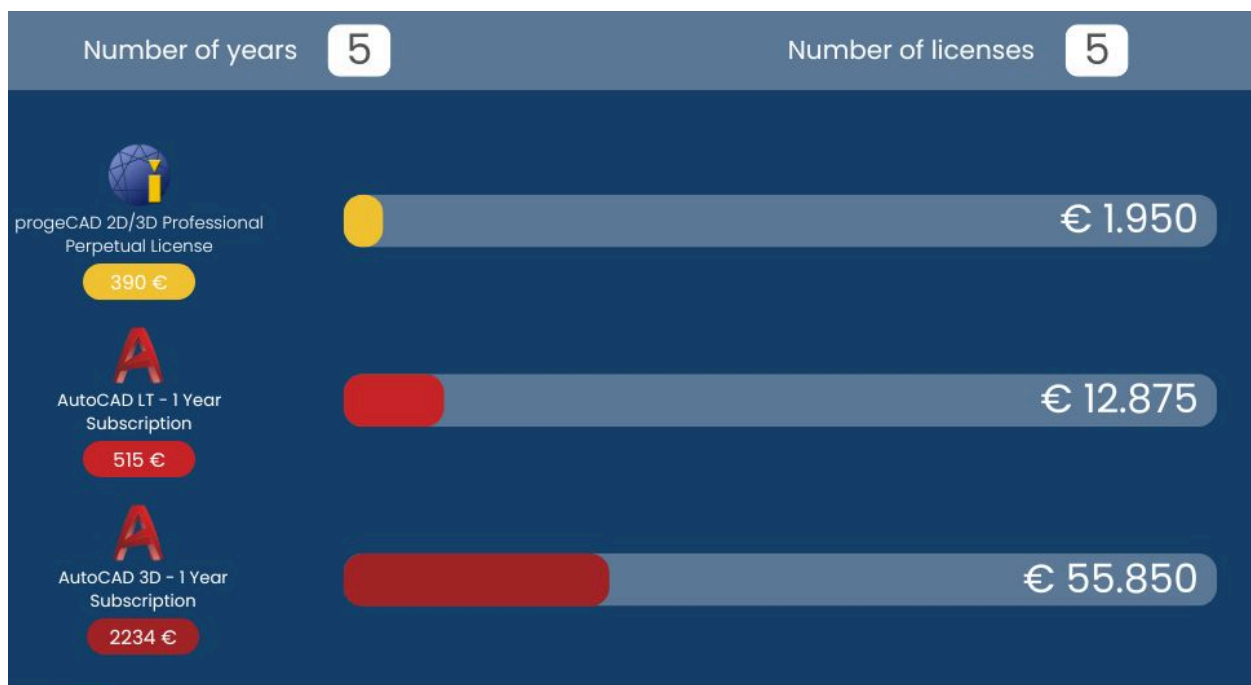 Number of years 5
Number of licenses 5
progeCAD 2D/3D Professional
Perpetual License
390 €
€ 1.950
AutoCAD LT - 1 Year
Subscription
515 €
€ 12.875
AutoCAD 3D - 1 Year
Subscription
2234 €
€ 55.850